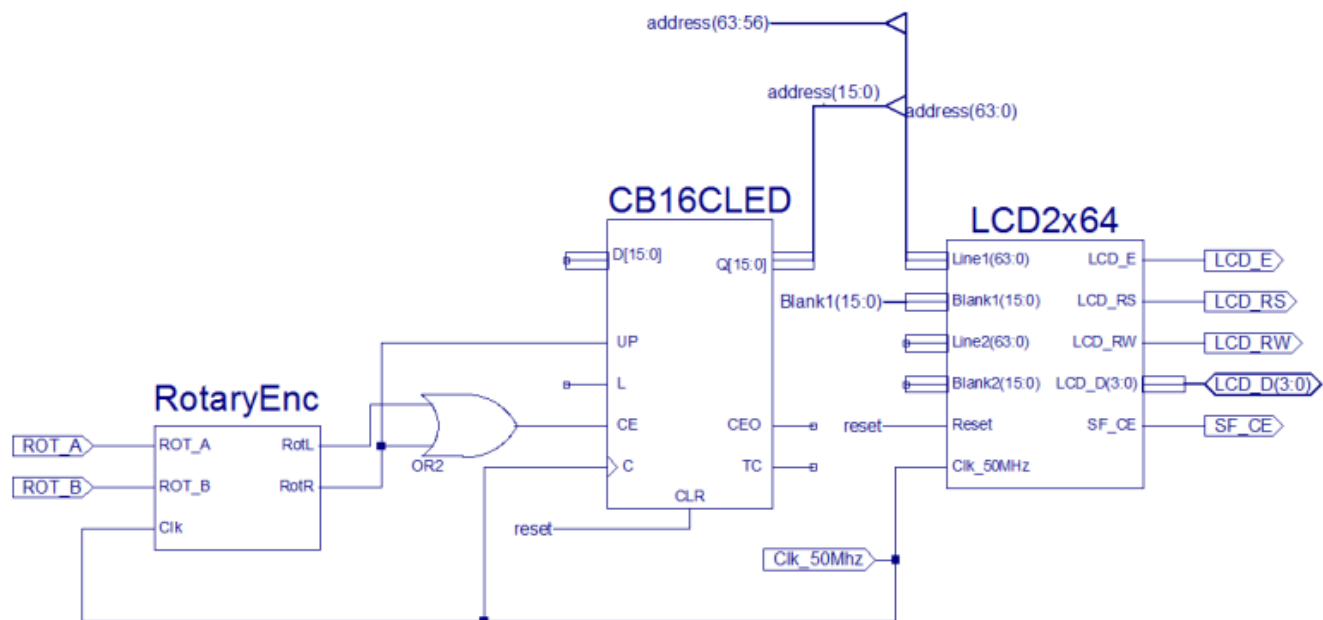 address(63:56)
address(15:0)
address(63:0)
CB16CLED
D[15:0]
Q[15:0]
UP
L
CE
CEO
C
TC
CLR
reset
LCD2x64
Line1(63:0)
LCD_E
LCD_E
Blank1(15:0)
Blank1(15:0)
LCD_RS
LCD_RS
Line2(63:0)
LCD_RW
LCD_RW
Blank2(15:0)
LCD_D(3:0)
LCD_D(3:0)
reset
Reset
SF_CE
SF_CE
Clk_50MHz
Clk_50Mhz
RotaryEnc
ROT_A
ROT_A
RotL
ROT_B
ROT_B
RotR
Clk
OR2